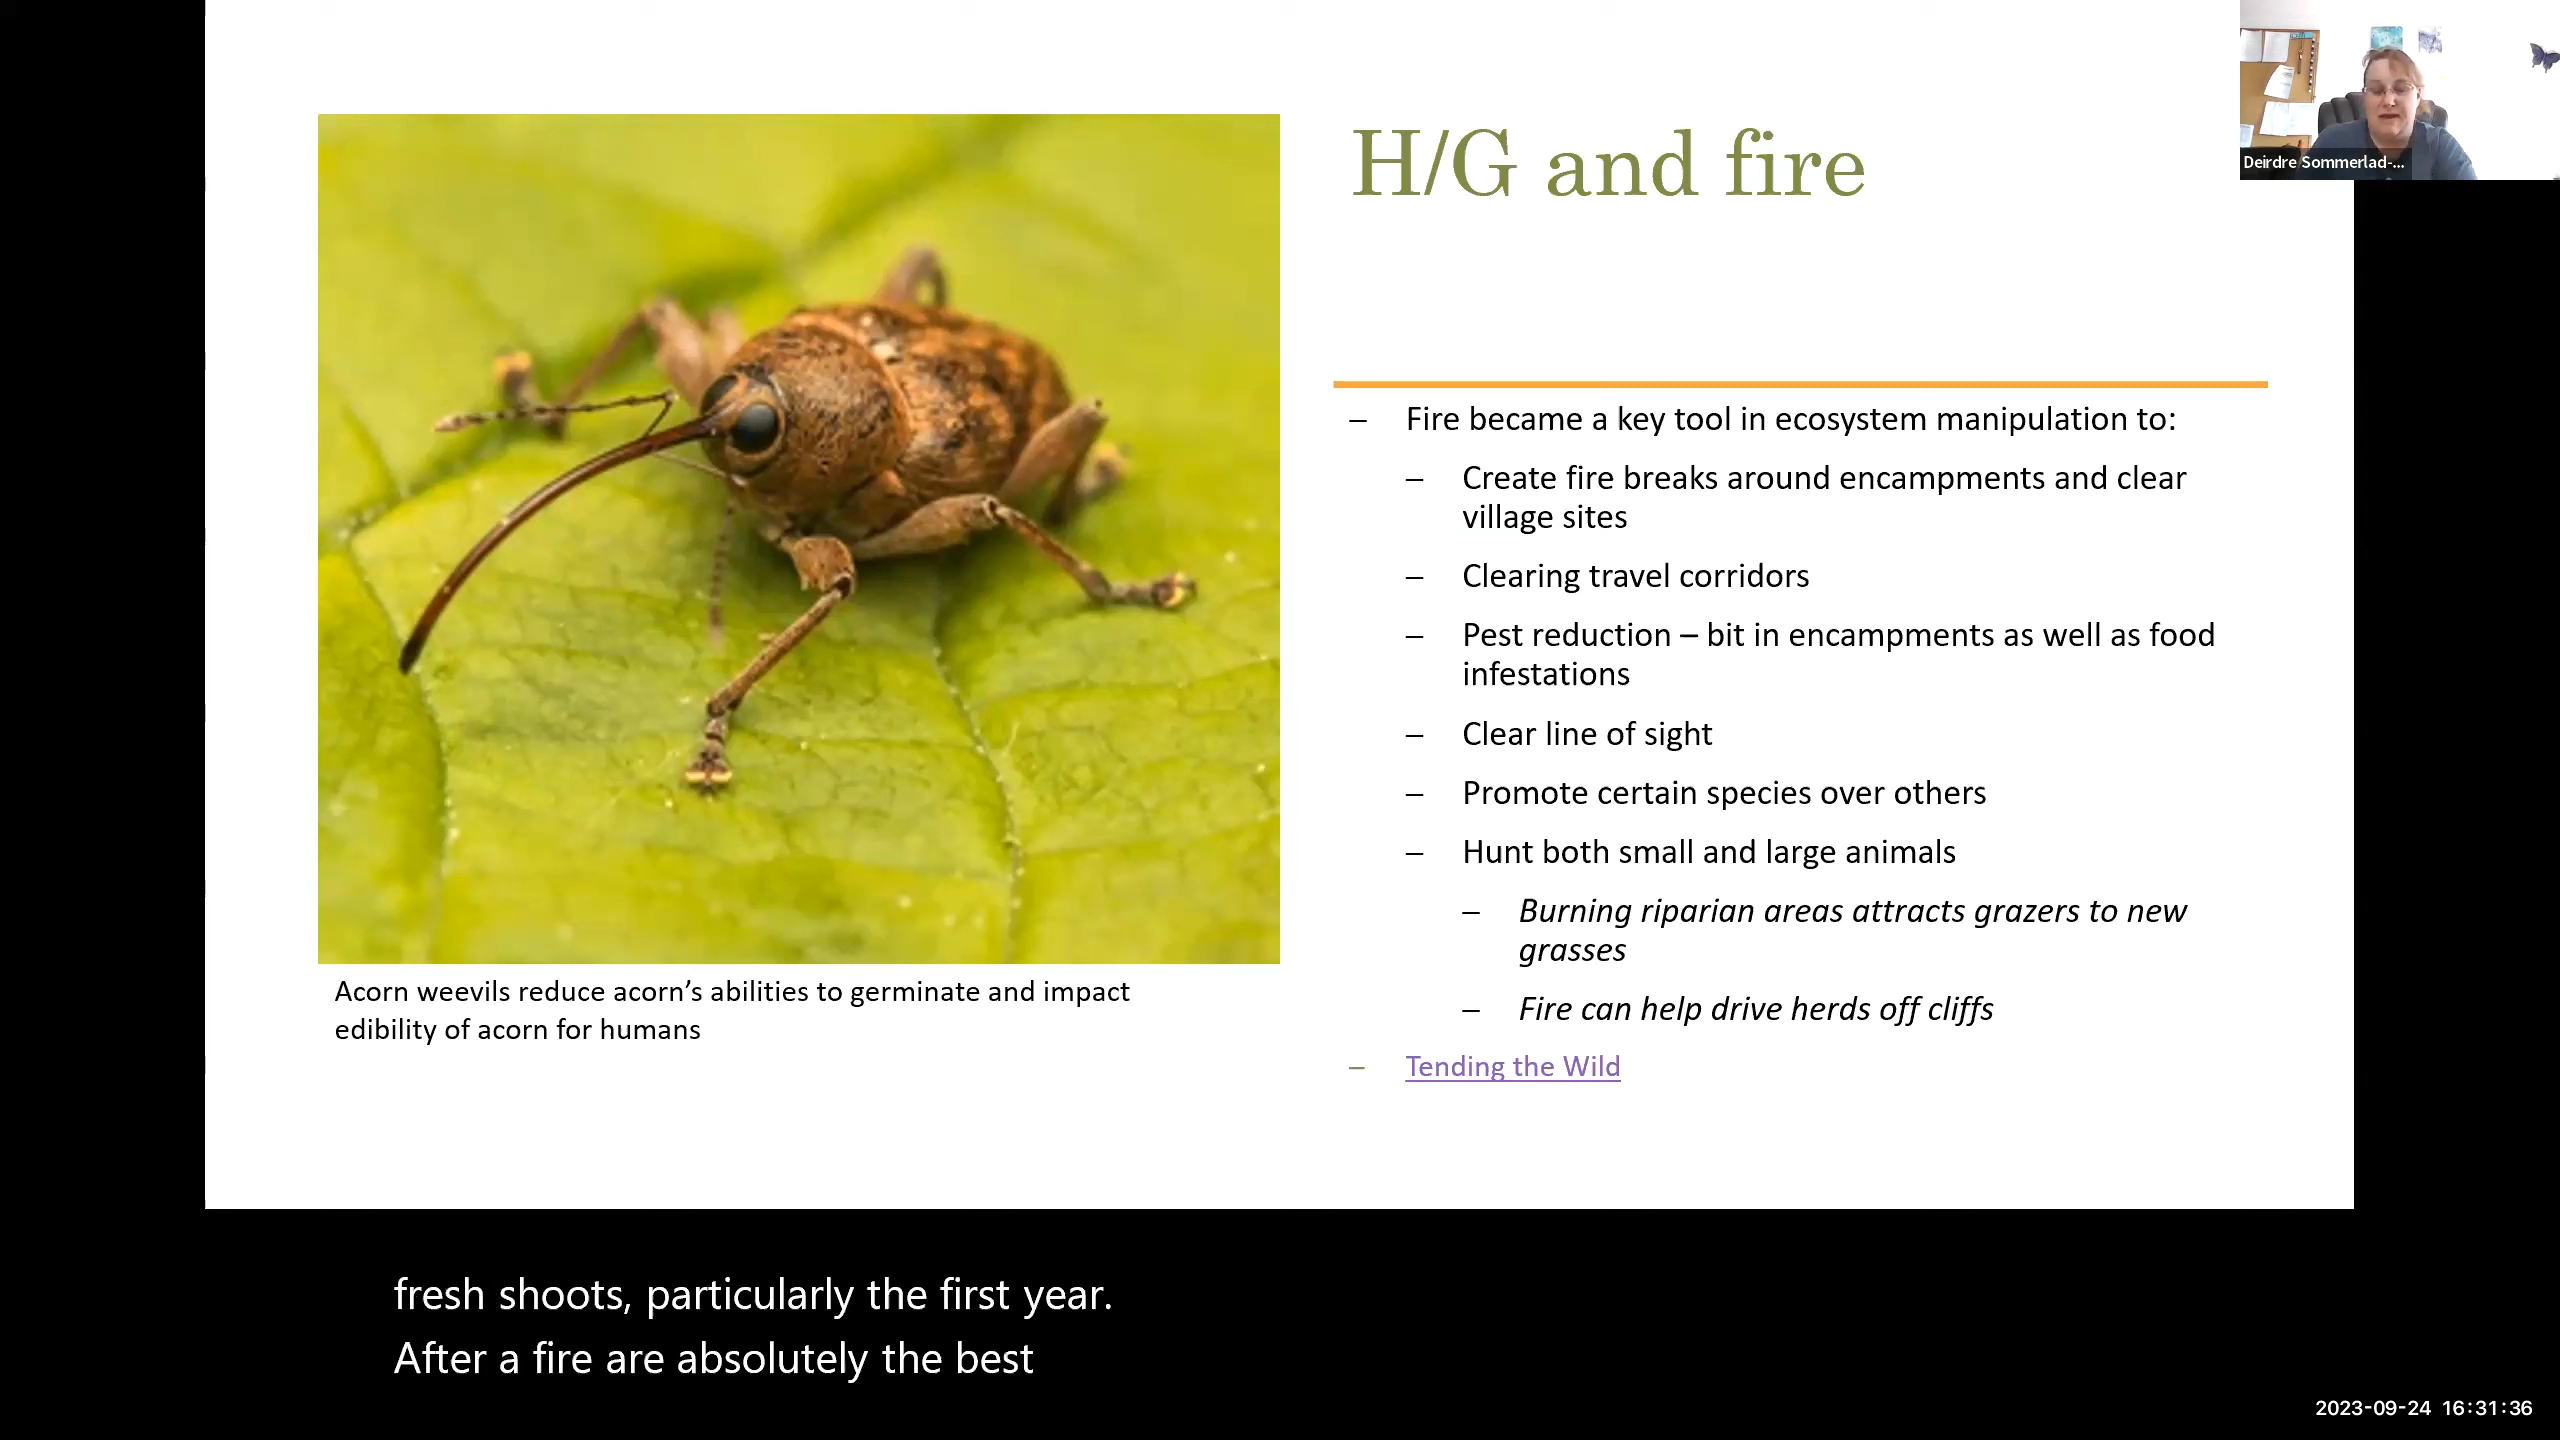 H/G and fire
Deirdre Sommerlad-...
– Fire became a key tool in ecosystem manipulation to:
– Create fire breaks around encampments and clear
village sites
– Clearing travel corridors
– Pest reduction – bit in encampments as well as food
infestations
– Clear line of sight
– Promote certain species over others
– Hunt both small and large animals
– Burning riparian areas attracts grazers to new
grasses
– Fire can help drive herds off cliffs
– Tending the Wild
Acorn weevils reduce acorn’s abilities to germinate and impact
edibility of acorn for humans
fresh shoots, particularly the first year.
After a fire are absolutely the best
2023-09-24 16:31:36